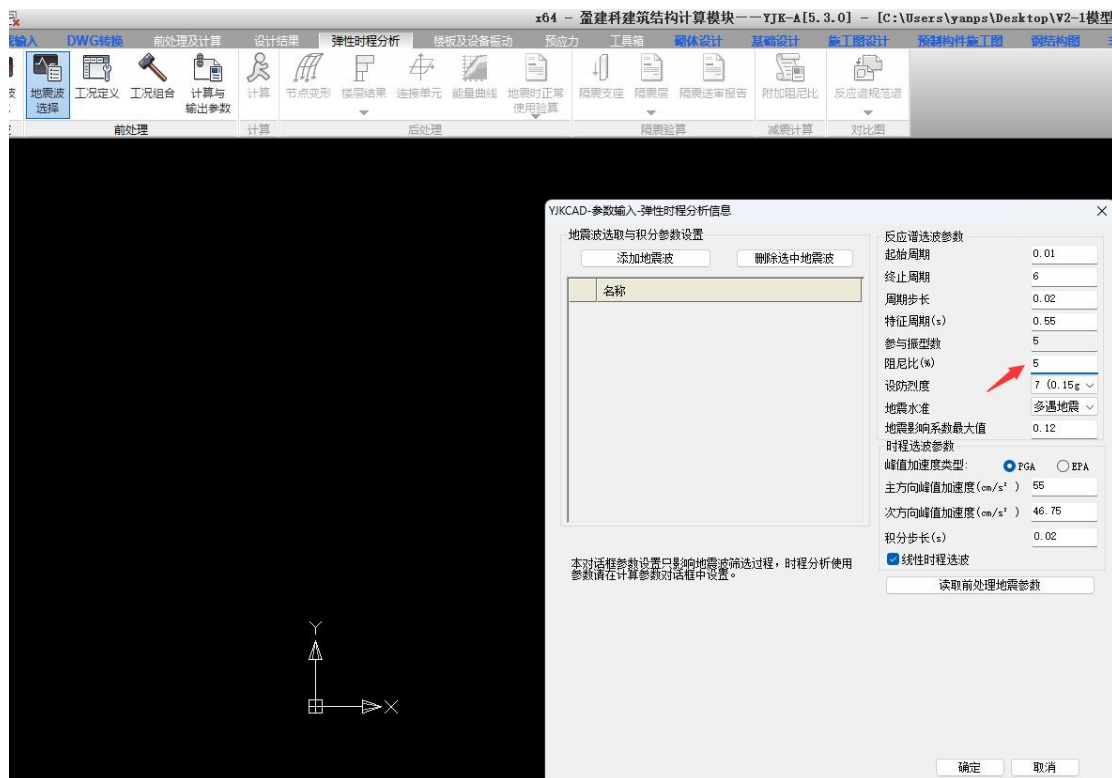 x64 - 盈建科建筑结构计算模块——YJK-A[5.3.0] - [C:\Users\yanps\Desktop\V2-1模型
DWG转换 前处理及计算 设计结果 弹性时程分析 楼板及设备振动 预应力 工具箱 砌体设计 基础设计 施工图设计 预制构件施工图 钢结构图
地震波选择 工况定义 工况组合 计算与输出参数 计算 节点变形 楼层结果 连接单元 能量曲线 地震时正常使用验算 隔震支座 隔震层 隔震送审报告 附加阻尼比 反应谱规范谱
前处理 计算 后处理 隔震验算 减震计算 对比图
YJKCAD-参数输入-弹性时程分析信息
地震波选取与积分参数设置
添加地震波 删除选中地震波
名称
反应谱选波参数
起始周期 0.01
终止周期 6
周期步长 0.02
特征周期(s) 0.55
参与振型数 5
阻尼比(%) 5
设防烈度 7 (0.15g
地震水准 多遇地震
地震影响系数最大值 0.12
时程选波参数
峰值加速度类型: PGA EPA
主方向峰值加速度(cm/s² ) 55
次方向峰值加速度(cm/s² ) 46.75
积分步长(s) 0.02
线性时程选波
读取前处理地震参数
本对话框参数设置只影响地震波筛选过程，时程分析使用
参数请在计算参数对话框中设置。
Y
X
确定 取消